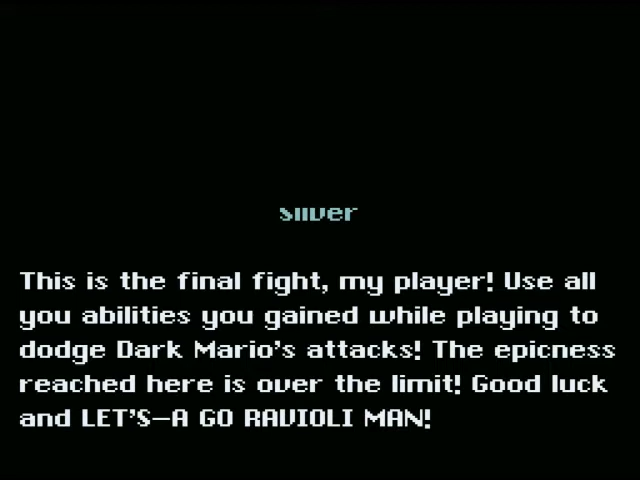 silver
This is the final fight, my player! Use all
you abilities you gained while playing to
dodge Dark Mario's attacks! The epicness
reached here is over the limit! Good luck
and LET'S-A GO RAVIOLI MAN!